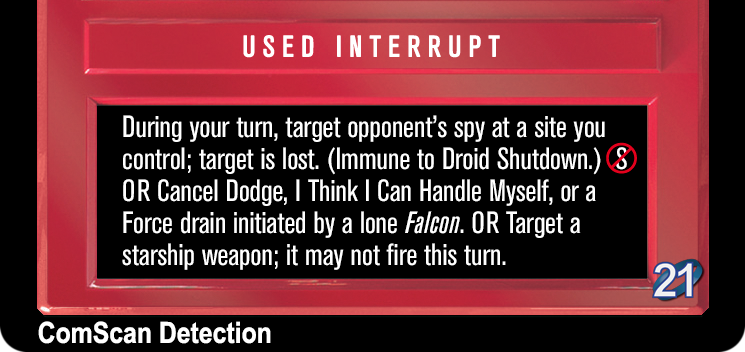 USED INTERRUPT
During your turn, target opponent's spy at a site you
control; target is lost. (Immune to Droid Shutdown.) S
OR Cancel Dodge, I Think I Can Handle Myself, or a
Force drain initiated by a lone Falcon. OR Target a
starship weapon; it may not fire this turn.
21
ComScan Detection